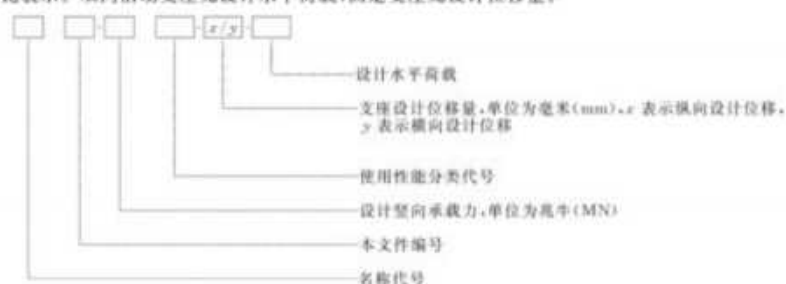 x/y
设计水平荷载
支座设计位移量,单位为毫米(mm),x 表示纵向设计位移,
y 表示横向设计位移
使用性能分类代号
设计竖向承载力,单位为兆牛(MN)
本文件编号
名称代号